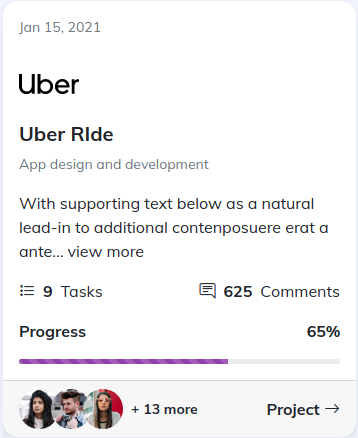 Jan 15, 2021
Uber
Uber RIde
App design and development
With supporting text below as a natural
lead-in to additional contenposuere erat a
ante... view more
9 Tasks
625 Comments
Progress
65%
+ 13 more
Project →